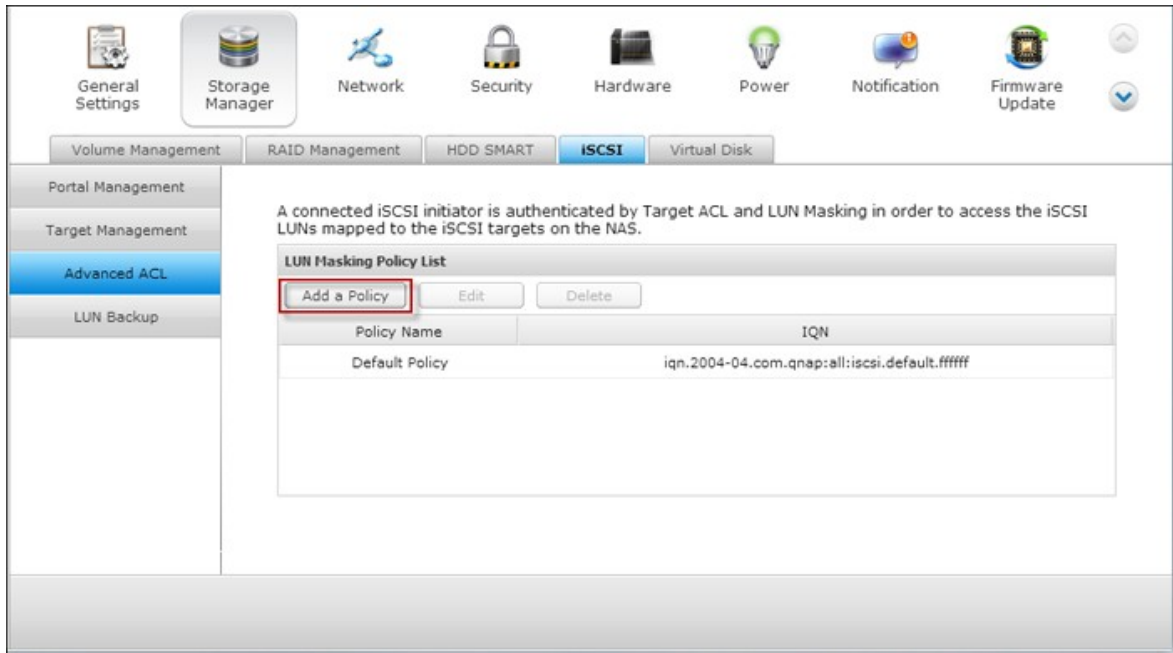 General Settings
Storage Manager
Network
Security
Hardware
Power
Notification
Firmware Update
Volume Management
RAID Management
HDD SMART
iSCSI
Virtual Disk
Portal Management
Target Management
Advanced ACL
LUN Backup
A connected iSCSI initiator is authenticated by Target ACL and LUN Masking in order to access the iSCSI
LUNs mapped to the iSCSI targets on the NAS.
LUN Masking Policy List
Add a Policy
Edit
Delete
Policy Name
IQN
Default Policy
iqn.2004-04.com.qnap:all:iscsi.default.ffffff